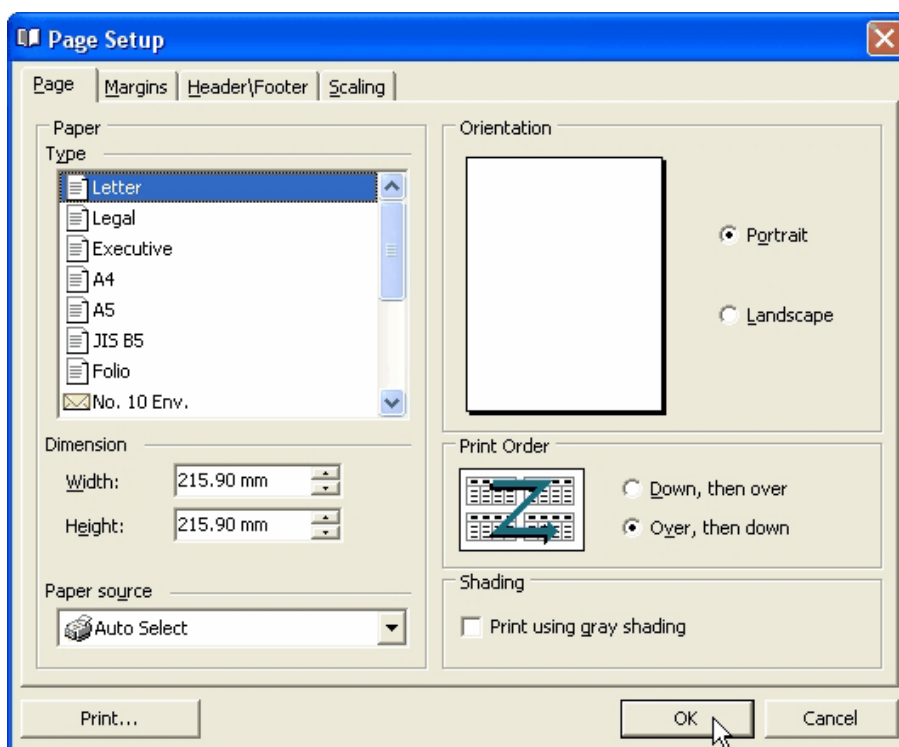 Page Setup
Page Margins Header\Footer Scaling
Paper
Type
Letter
Legal
Executive
A4
A5
JIS B5
Folio
No. 10 Env.
Dimension
Width: 215.90 mm
Height: 215.90 mm
Paper source
Auto Select
Orientation
Portrait
Landscape
Print Order
Down, then over
Over, then down
Shading
Print using gray shading
Print... OK Cancel